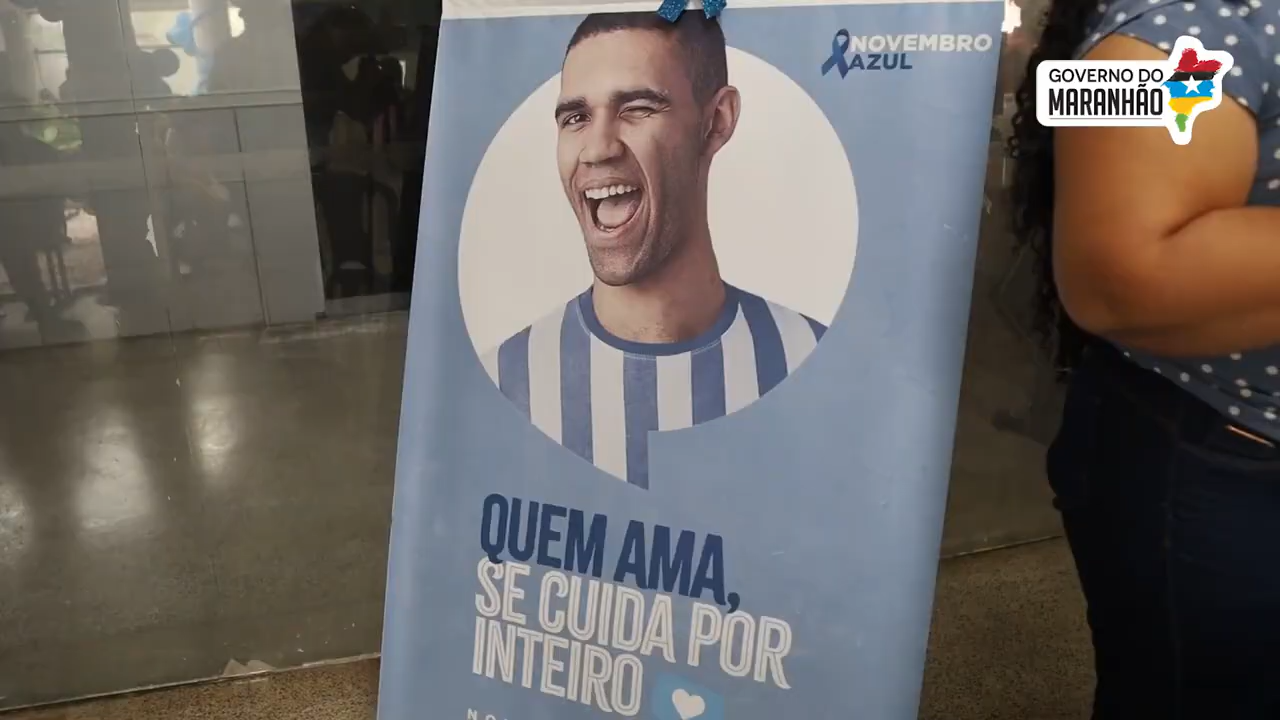 NOVEMBRO
AZUL
GOVERNO DO
MARANHÃO
QUEM AMA,
SE CUIDA POR
INTEIRO